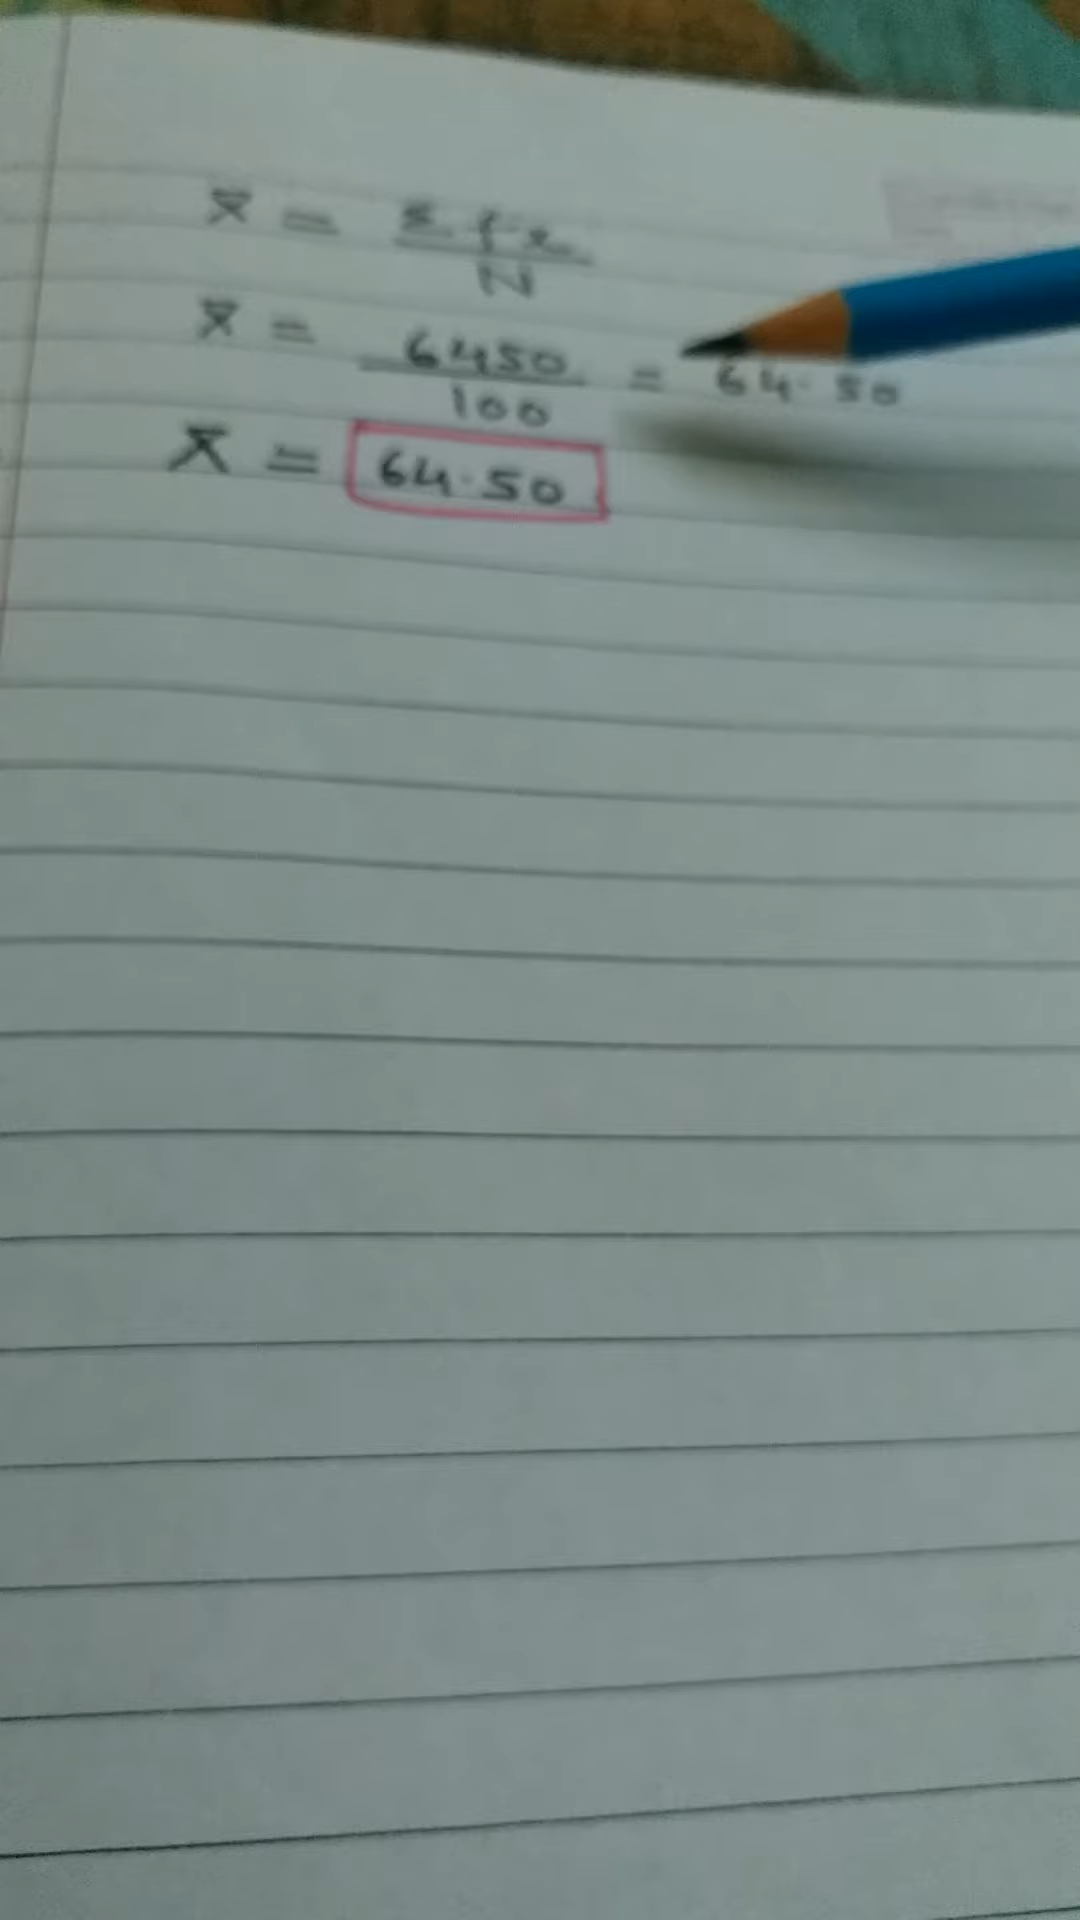 x̄ = Σfx / N
x̄ = 6450 / 100 = 64.50
x̄ = 64.50